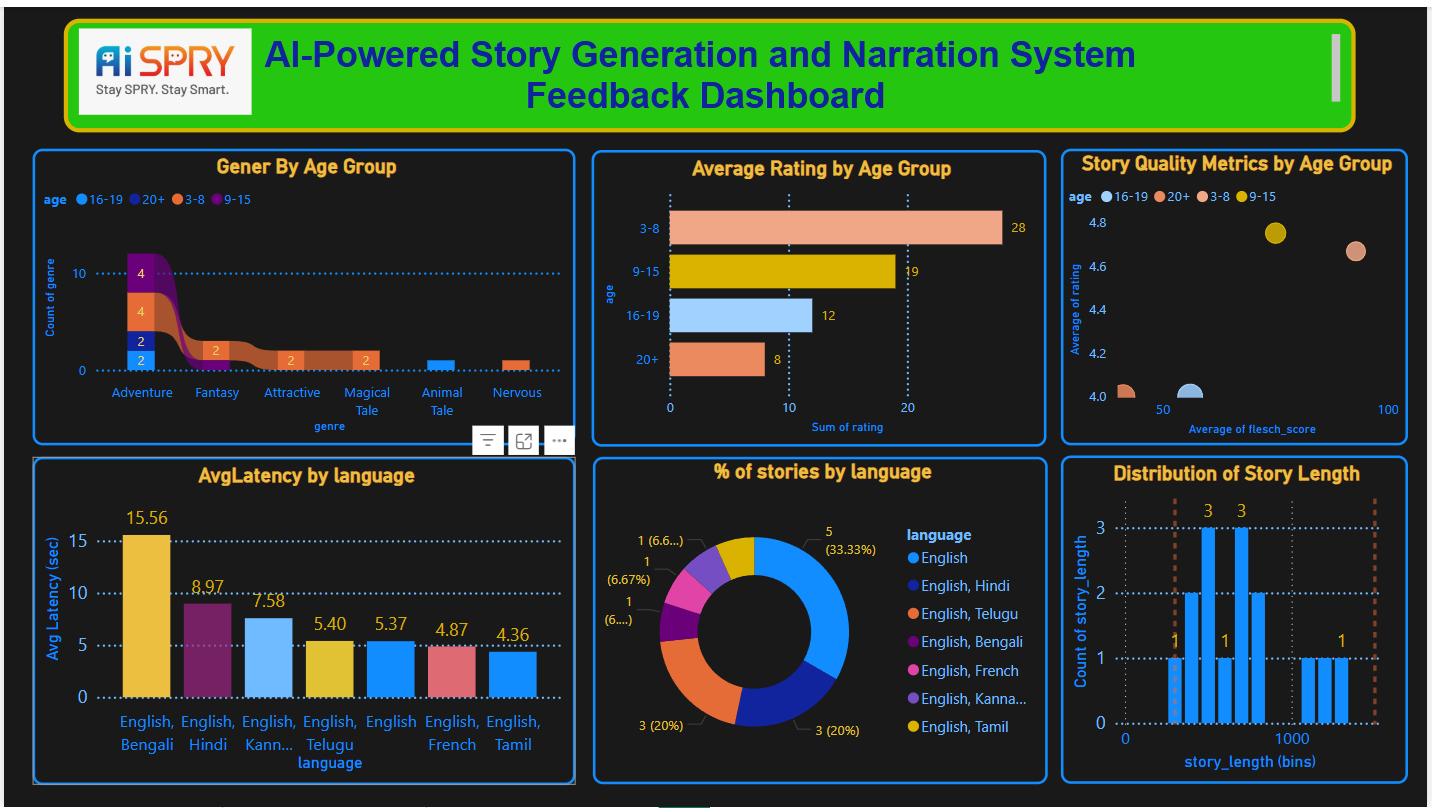 Ai SPRY
Stay SPRY. Stay Smart.
AI-Powered Story Generation and Narration System
Feedback Dashboard
Gener By Age Group
age 16-19 20+ 3-8 9-15
Count of genre
10
0
4
4
2
2
2
2
2
Adventure Fantasy Attractive Magical Tale Animal Tale Nervous
genre
Average Rating by Age Group
age
3-8 28
9-15 19
16-19 12
20+ 8
0 10 20
Sum of rating
Story Quality Metrics by Age Group
age 16-19 20+ 3-8 9-15
Average of rating
4.8
4.6
4.4
4.2
4.0
50 100
Average of flesch_score
AvgLatency by language
Avg Latency (sec)
15
10
5
0
15.56 8.97 7.58 5.40 5.37 4.87 4.36
English, Bengali English, Hindi English, Kann... English, Telugu English English, French English, Tamil
language
% of stories by language
5
(33.33%)
3 (20%)
3 (20%)
1
(6....)
1
(6.67%)
1 (6.6...)
language
English
English, Hindi
English, Telugu
English, Bengali
English, French
English, Kanna...
English, Tamil
Distribution of Story Length
Count of story_length
3
2
1
0
1 3 1 3 1
0 1000
story_length (bins)